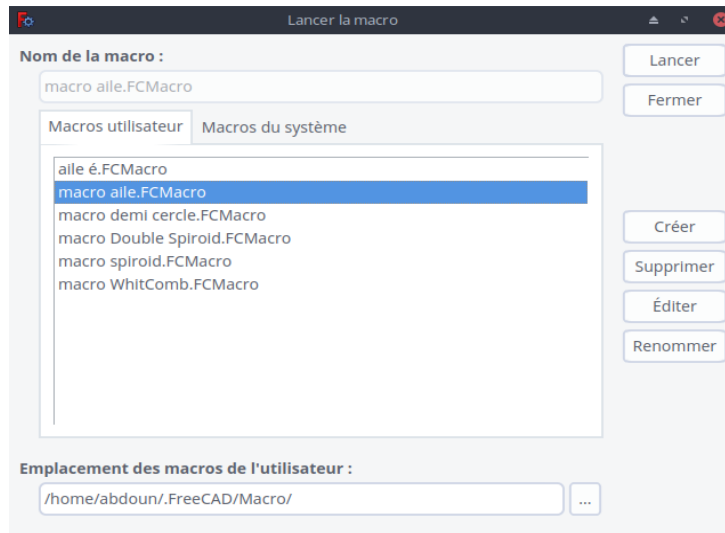 Lancer la macro
Nom de la macro :
macro aile.FCMacro
Lancer
Fermer
Macros utilisateur
Macros du système
aile é.FCMacro
macro aile.FCMacro
macro demi cercle.FCMacro
macro Double Spiroid.FCMacro
macro spiroid.FCMacro
macro WhitComb.FCMacro
Créer
Supprimer
Éditer
Renommer
Emplacement des macros de l'utilisateur :
/home/abdoun/.FreeCAD/Macro/
...